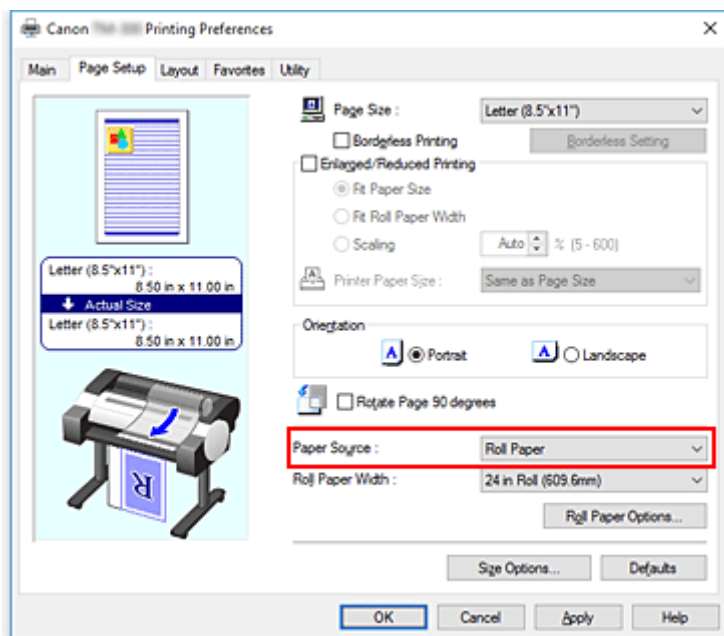 Canon Printing Preferences
Main Page Setup Layout Favorites Utility
Page Size : Letter (8.5"x11")
Borderless Printing Borderless Setting
Enlarged/Reduced Printing
Fit Paper Size
Fit Roll Paper Width
Scaling Auto % (5 - 600)
Printer Paper Size : Same as Page Size
Letter (8.5"x11") :
8.50 in x 11.00 in
Actual Size
Letter (8.5"x11") :
8.50 in x 11.00 in
Orientation
A Portrait A Landscape
Rotate Page 90 degrees
Paper Source : Roll Paper
Roll Paper Width : 24 in Roll (609.6mm)
Roll Paper Options...
R
Size Options... Defaults
OK Cancel Apply Help